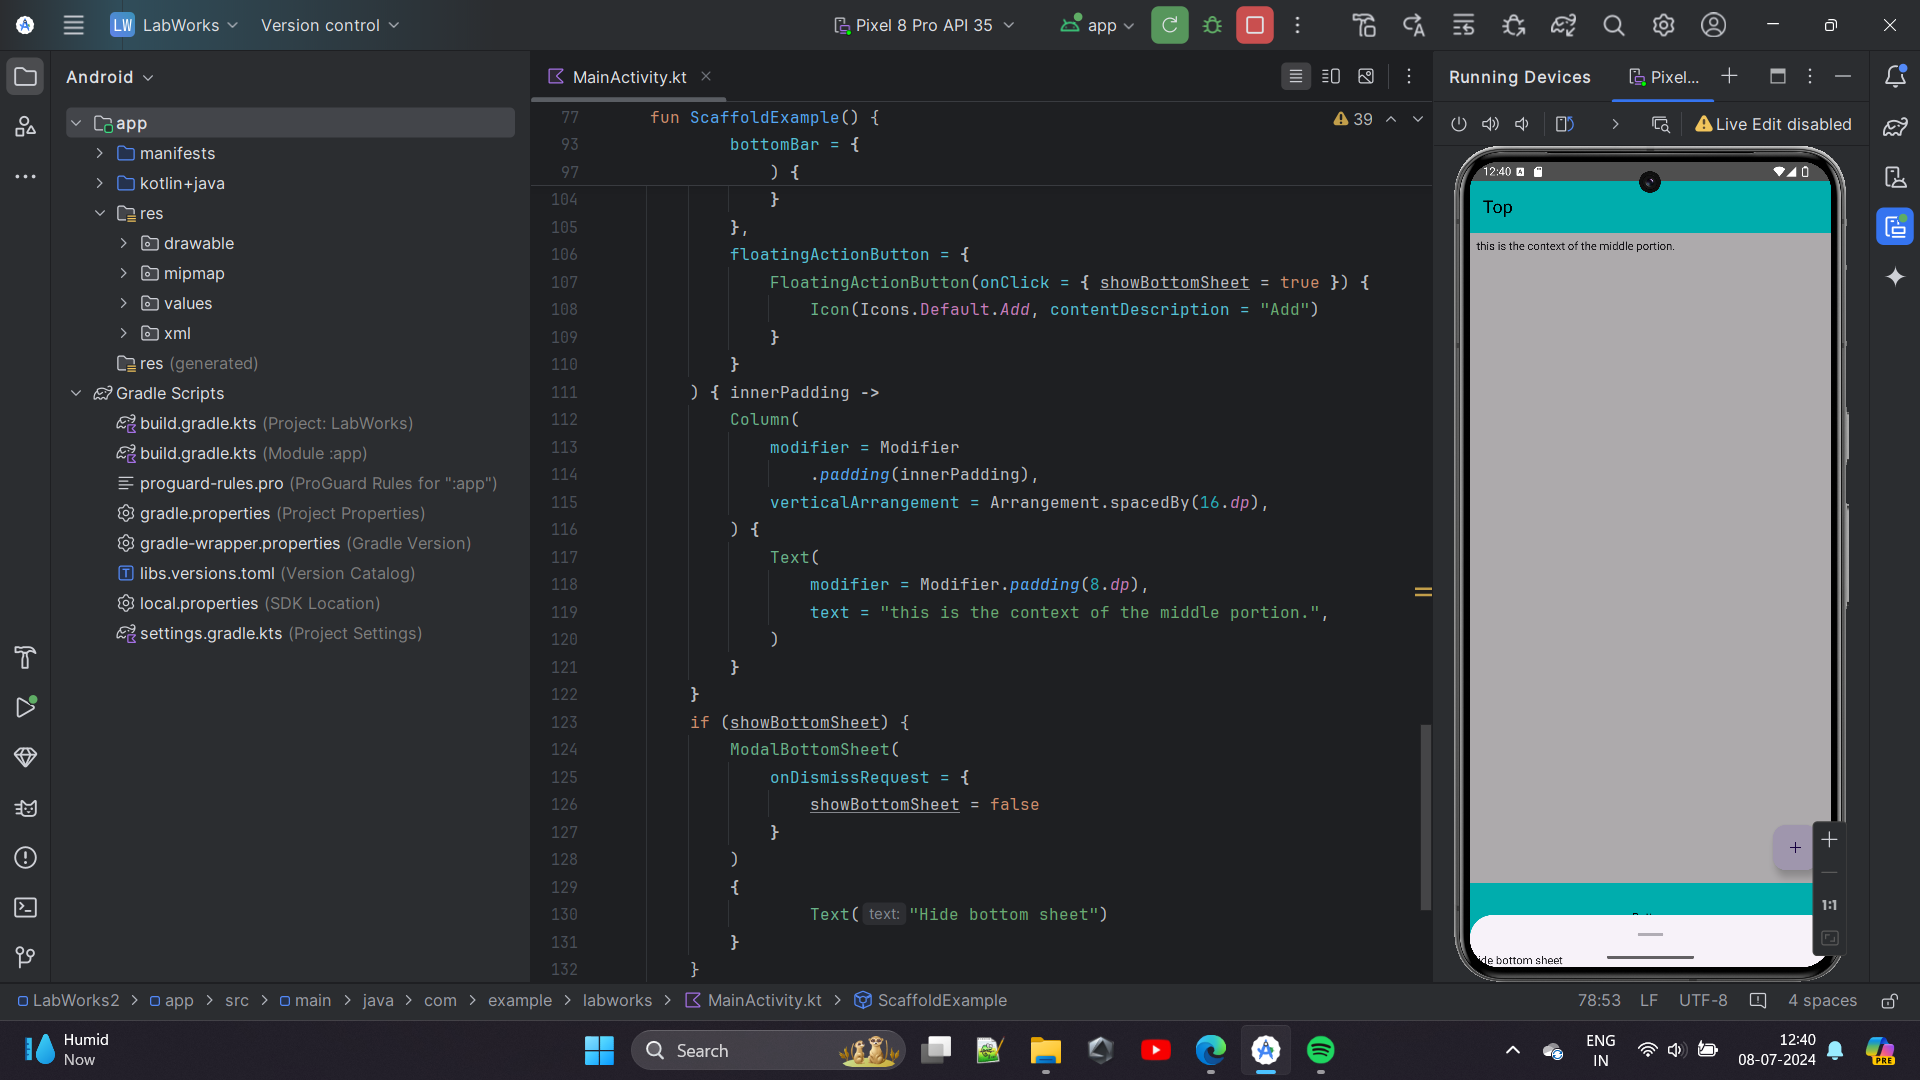 LW LabWorks Version control Pixel 8 Pro API 35 app
Android
app
manifests
kotlin+java
res
drawable
mipmap
values
xml
res (generated)
Gradle Scripts
build.gradle.kts (Project: LabWorks)
build.gradle.kts (Module :app)
proguard-rules.pro (ProGuard Rules for ":app")
gradle.properties (Project Properties)
gradle-wrapper.properties (Gradle Version)
libs.versions.toml (Version Catalog)
local.properties (SDK Location)
settings.gradle.kts (Project Settings)
MainActivity.kt
39
77 fun ScaffoldExample() {
93 bottomBar = {
97 ) {
104 }
105 },
106 floatingActionButton = {
107 FloatingActionButton(onClick = { showBottomSheet = true }) {
108 Icon(Icons.Default.Add, contentDescription = "Add")
109 }
110 }
111 ) { innerPadding ->
112 Column(
113 modifier = Modifier
114 .padding(innerPadding),
115 verticalArrangement = Arrangement.spacedBy(16.dp),
116 ) {
117 Text(
118 modifier = Modifier.padding(8.dp),
119 text = "this is the context of the middle portion.",
120 )
121 }
122 }
123 if (showBottomSheet) {
124 ModalBottomSheet(
125 onDismissRequest = {
126 showBottomSheet = false
127 }
128 )
129 {
130 Text( text: "Hide bottom sheet")
131 }
132 }
Running Devices Pixel...
Live Edit disabled
12:40
Top
this is the context of the middle portion.
+
1:1
ide bottom sheet
LabWorks2 > app > src > main > java > com > example > labworks > MainActivity.kt > ScaffoldExample
78:53 LF UTF-8 4 spaces
Humid
Now
Search
ENG
IN
12:40
08-07-2024
PRE